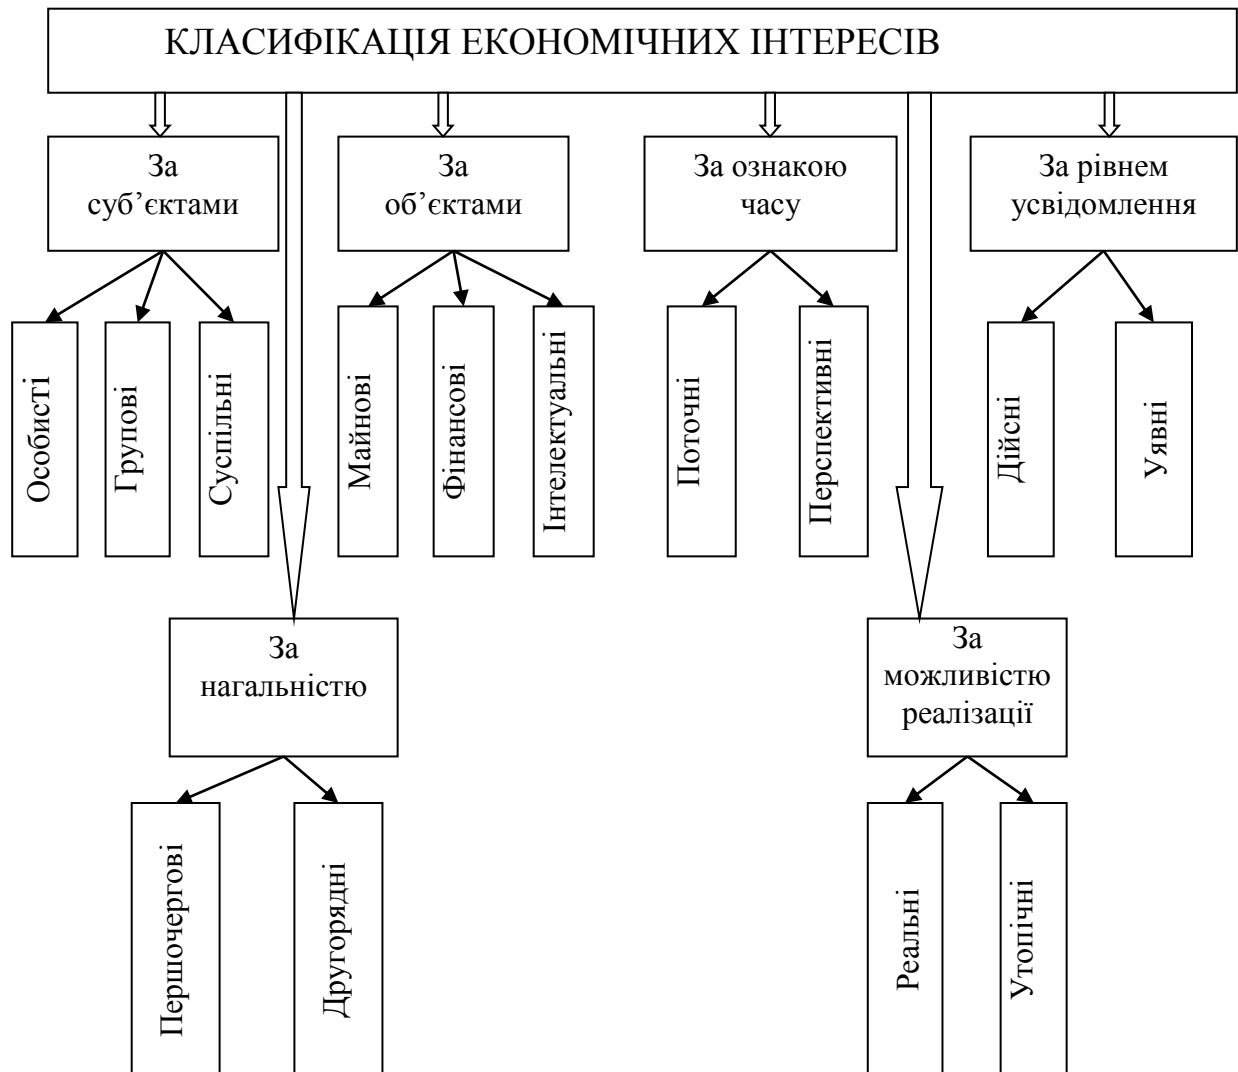 КЛАСИФІКАЦІЯ ЕКОНОМІЧНИХ ІНТЕРЕСІВ
За
суб’єктами
За
об’єктами
За ознакою
часу
За рівнем
усвідомлення
Особисті
Групові
Суспільні
Майнові
Фінансові
Інтелектуальні
Поточні
Перспективні
Дійсні
Уявні
За
нагальністю
За
можливістю
реалізації
Першочергові
Другорядні
Реальні
Утопічні